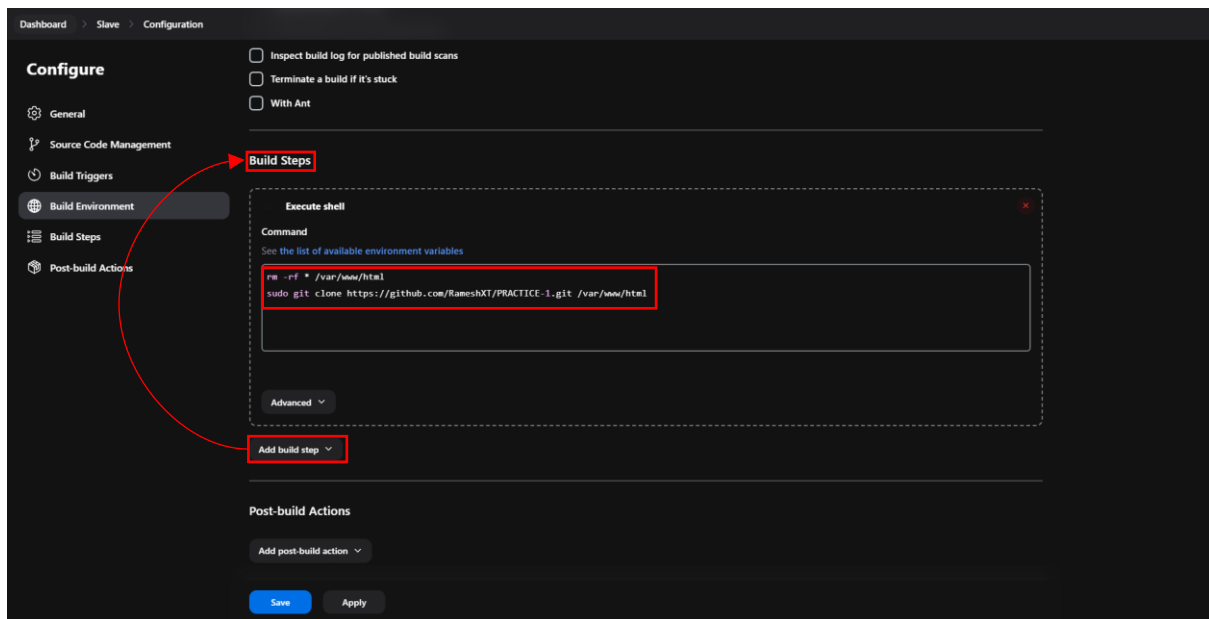 Dashboard > Slave > Configuration
Configure
General
Source Code Management
Build Triggers
Build Environment
Build Steps
Post-build Actions
Inspect build log for published build scans
Terminate a build if it's stuck
With Ant
Build Steps
Execute shell
Command
See the list of available environment variables
rm -rf * /var/www/html
sudo git clone https://github.com/RameshXT/PRACTICE-1.git /var/www/html
Advanced
Add build step
Post-build Actions
Add post-build action
Save Apply